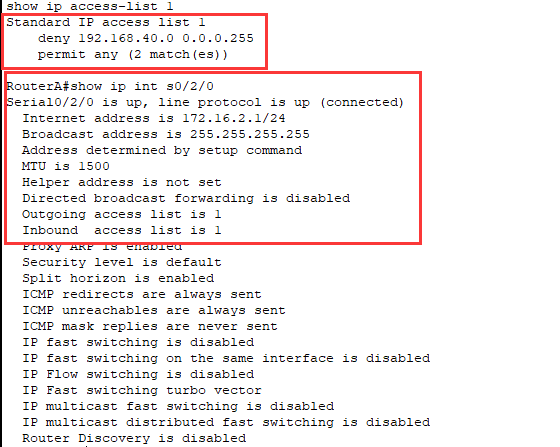 show ip access-list 1
Standard IP access list 1
deny 192.168.40.0 0.0.0.255
permit any (2 match(es))
RouterA#show ip int s0/2/0
Serial0/2/0 is up, line protocol is up (connected)
Internet address is 172.16.2.1/24
Broadcast address is 255.255.255.255
Address determined by setup command
MTU is 1500
Helper address is not set
Directed broadcast forwarding is disabled
Outgoing access list is 1
Inbound  access list is 1
Proxy ARP is enabled
Security level is default
Split horizon is enabled
ICMP redirects are always sent
ICMP unreachables are always sent
ICMP mask replies are never sent
IP fast switching is disabled
IP fast switching on the same interface is disabled
IP Flow switching is disabled
IP Fast switching turbo vector
IP multicast fast switching is disabled
IP multicast distributed fast switching is disabled
Router Discovery is disabled